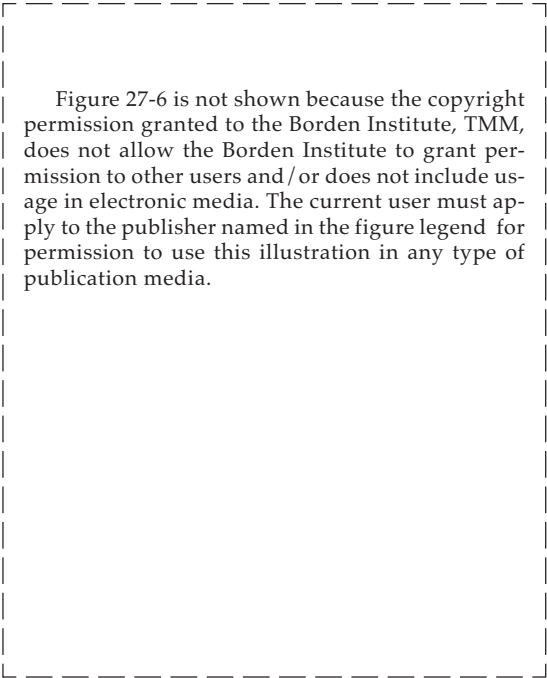 Figure 27-6 is not shown because the copyright
permission granted to the Borden Institute, TMM,
does not allow the Borden Institute to grant per-
mission to other users and/or does not include us-
age in electronic media. The current user must ap-
ply to the publisher named in the figure legend for
permission to use this illustration in any type of
publication media.